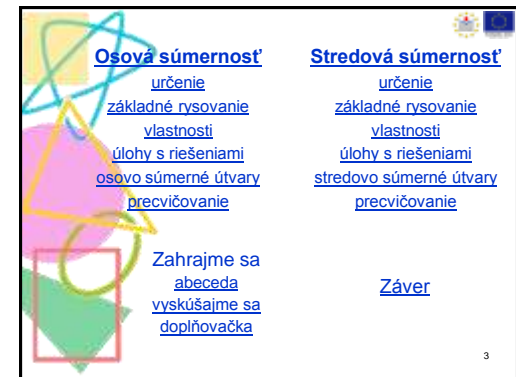 Osová súmernosť
určenie
základné rysovanie
vlastnosti
úlohy s riešeniami
osovo súmerné útvary
precvičovanie
Stredová súmernosť
určenie
základné rysovanie
vlastnosti
úlohy s riešeniami
stredovo súmerné útvary
precvičovanie
Zahrajme sa
abeceda
vyskúšajme sa
doplňovačka
Záver
3